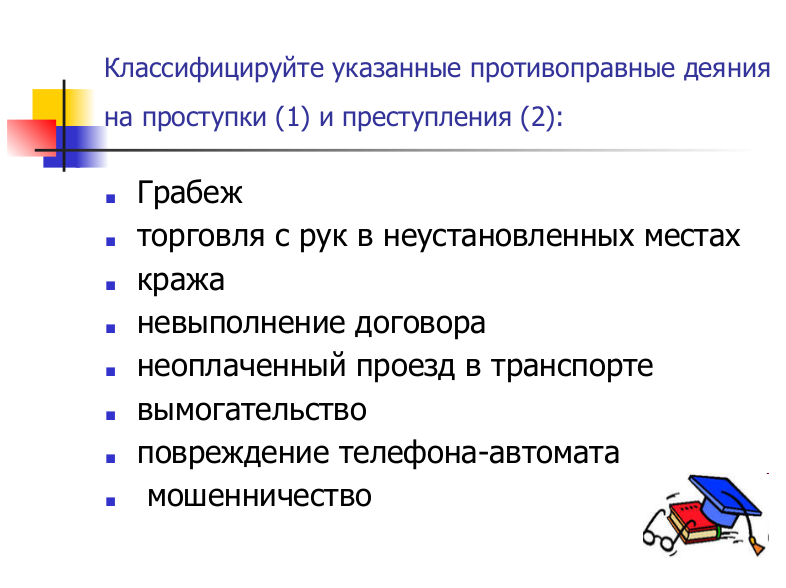 Классифицируйте указанные противоправные деяния
на проступки (1) и преступления (2):
Грабеж
торговля с рук в неустановленных местах
кража
невыполнение договора
неоплаченный проезд в транспорте
вымогательство
повреждение телефона-автомата
мошенничество